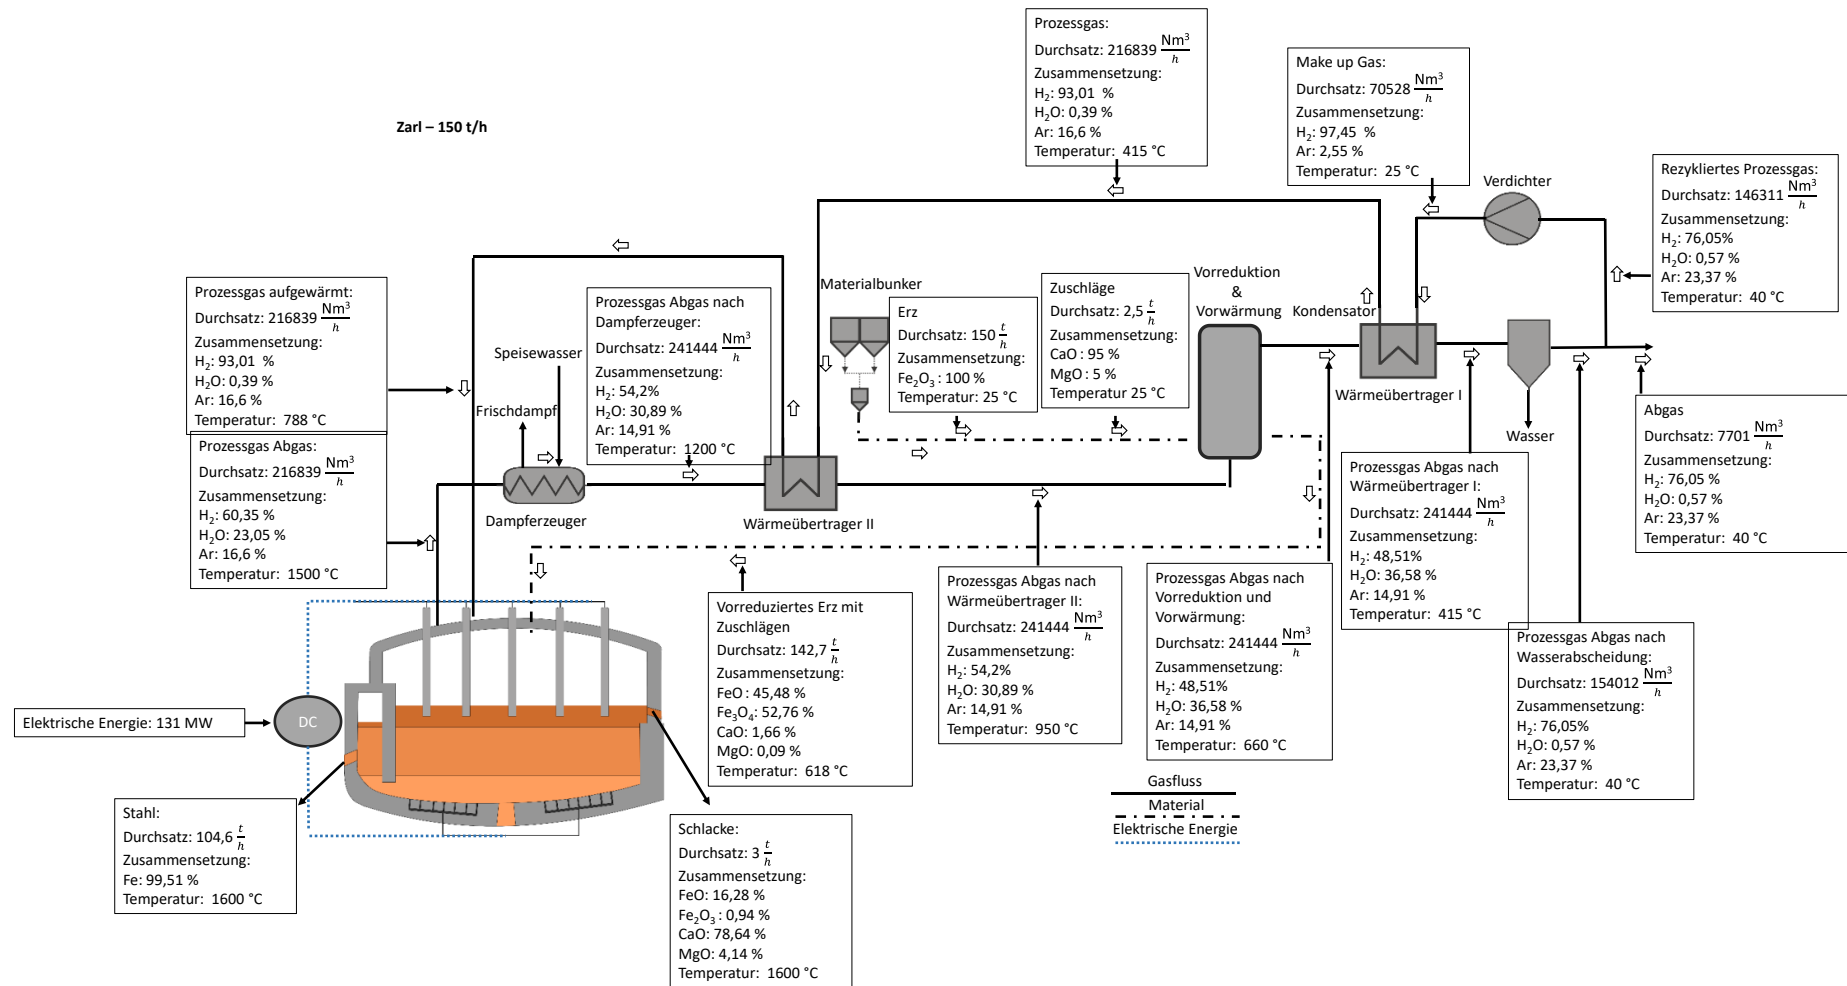 Zarl – 150 t/h
Prozessgas:
Durchsatz: 216839 Nm³/h
Zusammensetzung:
H₂: 93,01 %
H₂O: 0,39 %
Ar: 16,6 %
Temperatur: 415 °C
Make up Gas:
Durchsatz: 70528 Nm³/h
Zusammensetzung:
H₂: 97,45 %
Ar: 2,55 %
Temperatur: 25 °C
Verdichter
Rezykliertes Prozessgas:
Durchsatz: 146311 Nm³/h
Zusammensetzung:
H₂: 76,05%
H₂O: 0,57 %
Ar: 23,37 %
Temperatur: 40 °C
Prozessgas aufgewärmt:
Durchsatz: 216839 Nm³/h
Zusammensetzung:
H₂: 93,01 %
H₂O: 0,39 %
Ar: 16,6 %
Temperatur: 788 °C
Prozessgas Abgas:
Durchsatz: 216839 Nm³/h
Zusammensetzung:
H₂: 60,35 %
H₂O: 23,05 %
Ar: 16,6 %
Temperatur: 1500 °C
Speisewasser
Frischdampf
Dampferzeuger
Prozessgas Abgas nach
Dampferzeuger:
Durchsatz: 241444 Nm³/h
Zusammensetzung:
H₂: 54,2%
H₂O: 30,89 %
Ar: 14,91 %
Temperatur: 1200 °C
Wärmeübertrager II
Materialbunker
Erz
Durchsatz: 150 t/h
Zusammensetzung:
Fe₂O₃ : 100 %
Temperatur: 25 °C
Zuschläge
Durchsatz: 2,5 t/h
Zusammensetzung:
CaO : 95 %
MgO : 5 %
Temperatur 25 °C
Vorreduktion
&
Vorwärmung
Kondensator
Wärmeübertrager I
Wasser
Abgas
Durchsatz: 7701 Nm³/h
Zusammensetzung:
H₂: 76,05 %
H₂O: 0,57 %
Ar: 23,37 %
Temperatur: 40 °C
Prozessgas Abgas nach
Wärmeübertrager I:
Durchsatz: 241444 Nm³/h
Zusammensetzung:
H₂: 48,51%
H₂O: 36,58 %
Ar: 14,91 %
Temperatur: 415 °C
Prozessgas Abgas nach
Wasserabscheidung:
Durchsatz: 154012 Nm³/h
Zusammensetzung:
H₂: 76,05%
H₂O: 0,57 %
Ar: 23,37 %
Temperatur: 40 °C
Prozessgas Abgas nach
Vorreduktion und
Vorwärmung:
Durchsatz: 241444 Nm³/h
Zusammensetzung:
H₂: 48,51%
H₂O: 36,58 %
Ar: 14,91 %
Temperatur: 660 °C
Prozessgas Abgas nach
Wärmeübertrager II:
Durchsatz: 241444 Nm³/h
Zusammensetzung:
H₂: 54,2%
H₂O: 30,89 %
Ar: 14,91 %
Temperatur: 950 °C
Vorreduziertes Erz mit
Zuschlägen
Durchsatz: 142,7 t/h
Zusammensetzung:
FeO : 45,48 %
Fe₃O₄: 52,76 %
CaO: 1,66 %
MgO: 0,09 %
Temperatur: 618 °C
Elektrische Energie: 131 MW
DC
Stahl:
Durchsatz: 104,6 t/h
Zusammensetzung:
Fe: 99,51 %
Temperatur: 1600 °C
Schlacke:
Durchsatz: 3 t/h
Zusammensetzung:
FeO: 16,28 %
Fe₂O₃ : 0,94 %
CaO: 78,64 %
MgO: 4,14 %
Temperatur: 1600 °C
Gasfluss
Material
Elektrische Energie